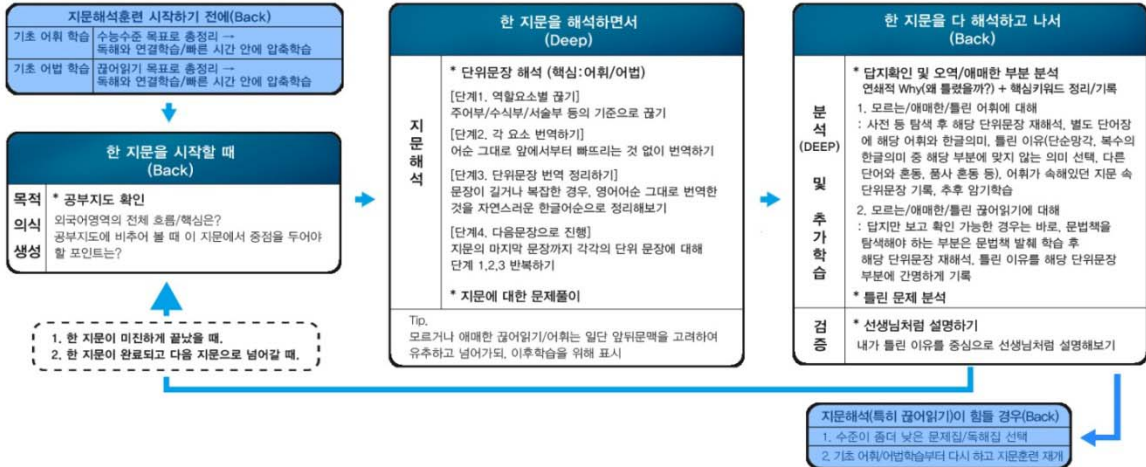 지문해석훈련 시작하기 전에(Back)
기초 어휘 학습 수능수준 목표로 총정리 →
독해와 연결학습/빠른 시간 안에 압축학습
기초 어법 학습 끊어읽기 목표로 총정리 →
독해와 연결학습/빠른 시간 안에 압축학습
한 지문을 시작할 때
(Back)
목적
의식
생성
* 공부지도 확인
외국어영역의 전체 흐름/핵심은?
공부지도에 비추어 볼 때 이 지문에서 중점을 두어야
할 포인트는?
1. 한 지문이 미진하게 끝났을 때.
2. 한 지문이 완료되고 다음 지문으로 넘어갈 때.
한 지문을 해석하면서
(Deep)
지
문
해
석
* 단위문장 해석 (핵심:어휘/어법)
[단계1. 역할요소별 끊기]
주어부/수식부/서술부 등의 기준으로 끊기
[단계2. 각 요소 번역하기]
어순 그대로 앞에서부터 빠뜨리는 것 없이 번역하기
[단계3. 단위문장 번역 정리하기]
문장이 길거나 복잡한 경우, 영어어순 그대로 번역한
것을 자연스러운 한글어순으로 정리해보기
[단계4. 다음문장으로 진행]
지문의 마지막 문장까지 각각의 단위 문장에 대해
단계 1,2,3 반복하기
* 지문에 대한 문제풀이
Tip.
모르거나 애매한 끊어읽기/어휘는 일단 앞뒤문맥을 고려하여
유추하고 넘어가되, 이후학습을 위해 표시
한 지문을 다 해석하고 나서
(Back)
분
석
(DEEP)
및
추
가
학
습
* 답지확인 및 오역/애매한 부분 분석
연쇄적 Why(왜 틀렸을까?) + 핵심키워드 정리/기록
1. 모르는/애매한/틀린 어휘에 대해
: 사전 등 탐색 후 해당 단위문장 재해석, 별도 단어장
에 해당 어휘와 한글의미, 틀린 이유(단순망각, 복수의
한글의미 중 해당 부분에 맞지 않는 의미 선택, 다른
단어와 혼동, 품사 혼동 등), 어휘가 속해있던 지문 속
단위문장 기록, 추후 암기학습
2. 모르는/애매한/틀린 끊어읽기에 대해
: 답지만 보고 확인 가능한 경우는 바로, 문법책을
탐색해야 하는 부분은 문법책 발췌 학습 후
해당 단위문장 재해석, 틀린 이유를 해당 단위문장
부분에 간명하게 기록
* 틀린 문제 분석
검
증
* 선생님처럼 설명하기
내가 틀린 이유를 중심으로 선생님처럼 설명해보기
지문해석(특히 끊어읽기)이 힘들 경우(Back)
1. 수준이 좀더 낮은 문제집/독해집 선택
2. 기초 어휘/어법학습부터 다시 하고 지문훈련 재개